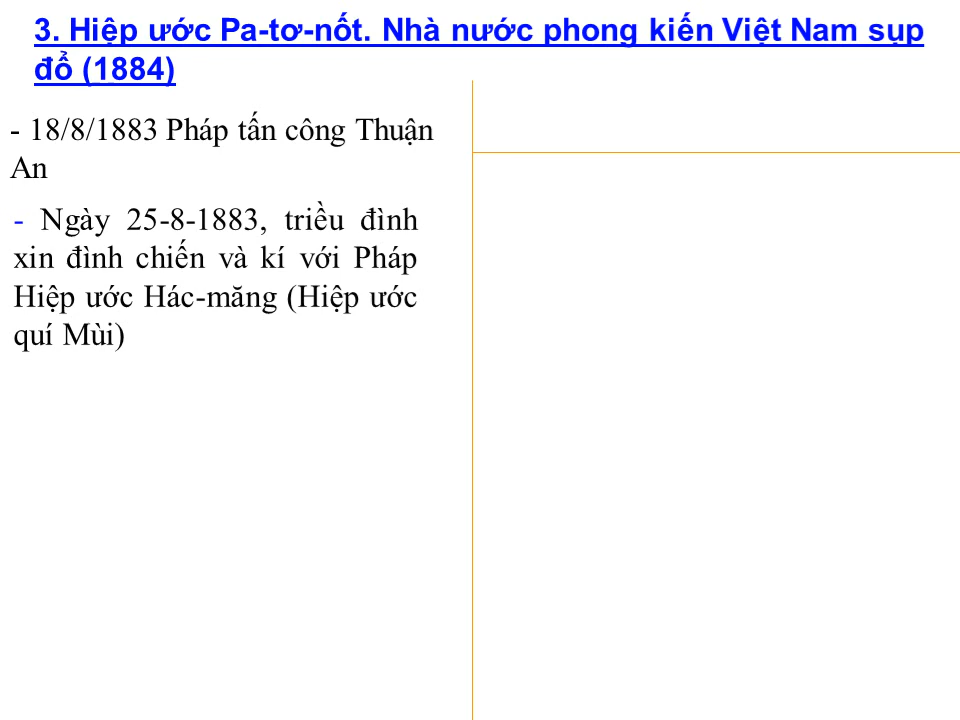 3. Hiệp ước Pa-tơ-nốt. Nhà nước phong kiến Việt Nam sụp
đổ (1884)
- 18/8/1883 Pháp tấn công Thuận
An
- Ngày 25-8-1883, triều đình
xin đình chiến và kí với Pháp
Hiệp ước Hác-măng (Hiệp ước
quí Mùi)